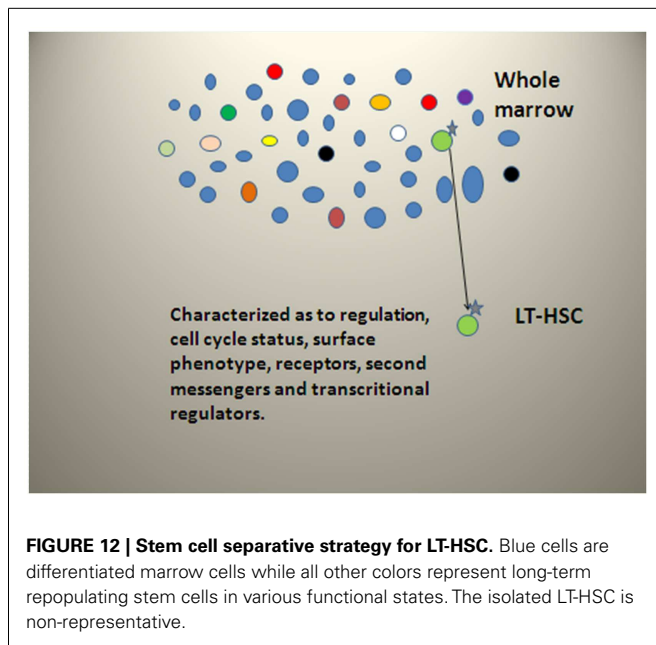 Whole
marrow
LT-HSC
Characterized as to regulation,
cell cycle status, surface
phenotype, receptors, second
messengers and transcritional
regulators.
FIGURE 12 | Stem cell separative strategy for LT-HSC. Blue cells are
differentiated marrow cells while all other colors represent long-term
repopulating stem cells in various functional states. The isolated LT-HSC is
non-representative.